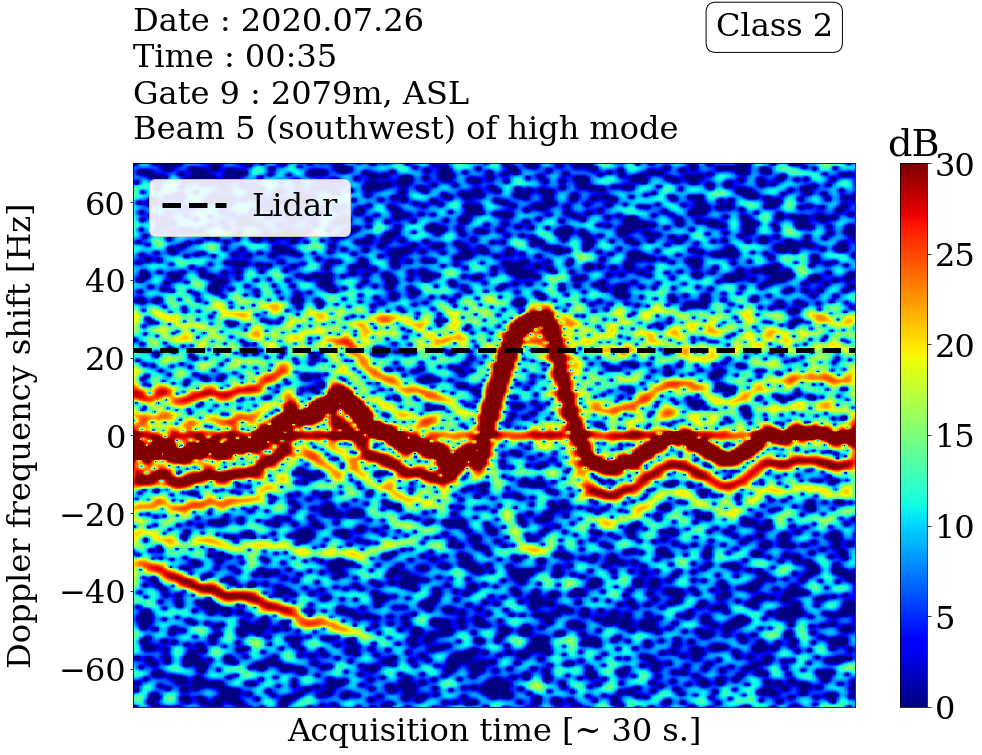 Date : 2020.07.26
Time : 00:35
Gate 9 : 2079m, ASL
Beam 5 (southwest) of high mode
Class 2
dB
Lidar
Doppler frequency shift [Hz]
60
40
20
0
−20
−40
−60
Acquisition time [~ 30 s.]
30
25
20
15
10
5
0